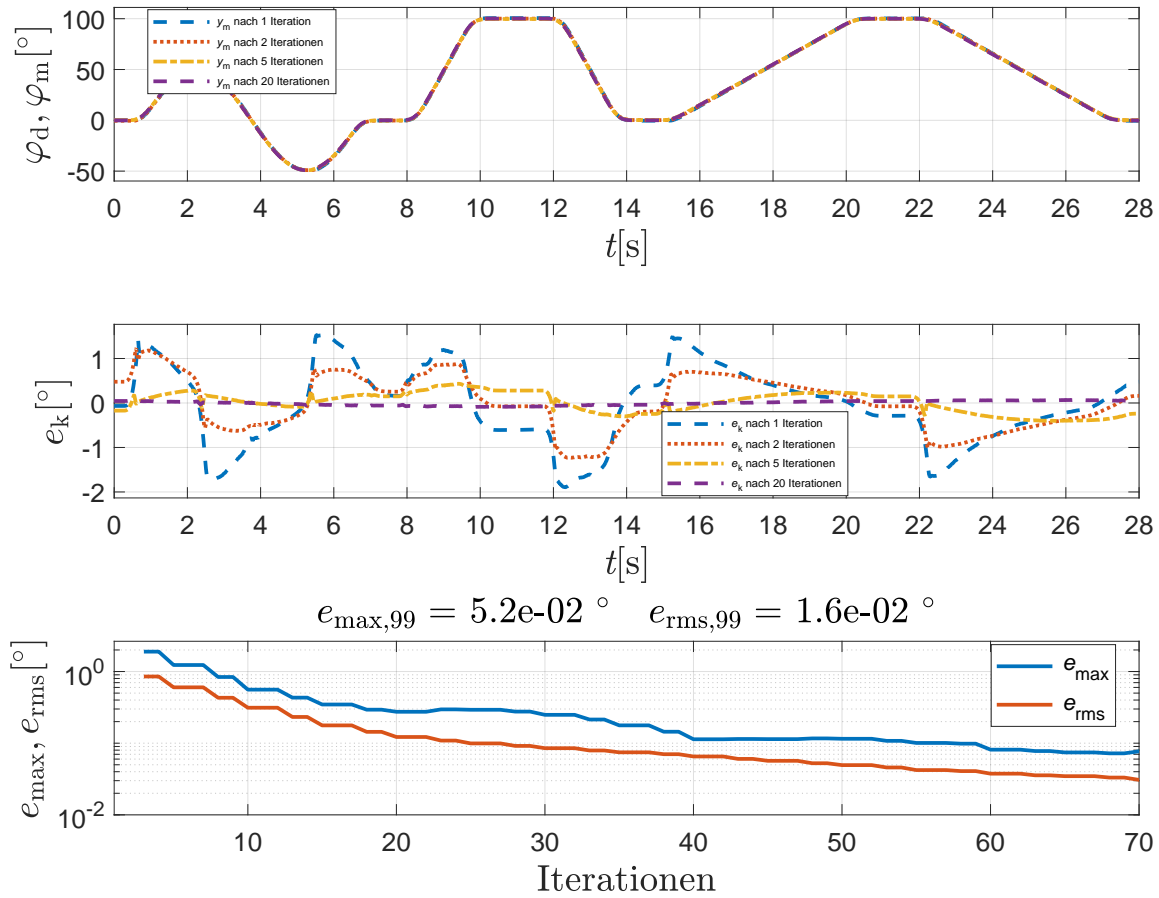 φd, φm[°]
100
50
0
-50
ym nach 1 Iteration
ym nach 2 Iterationen
ym nach 5 Iterationen
ym nach 20 Iterationen
0 2 4 6 8 10 12 14 16 18 20 22 24 26 28
t[s]
ek[°]
1
0
-1
-2
ek nach 1 Iteration
ek nach 2 Iterationen
ek nach 5 Iterationen
ek nach 20 Iterationen
0 2 4 6 8 10 12 14 16 18 20 22 24 26 28
t[s]
emax,99 = 5.2e-02 ° erms,99 = 1.6e-02 °
emax, erms[°]
10^0
10^-2
emax
erms
10 20 30 40 50 60 70
Iterationen